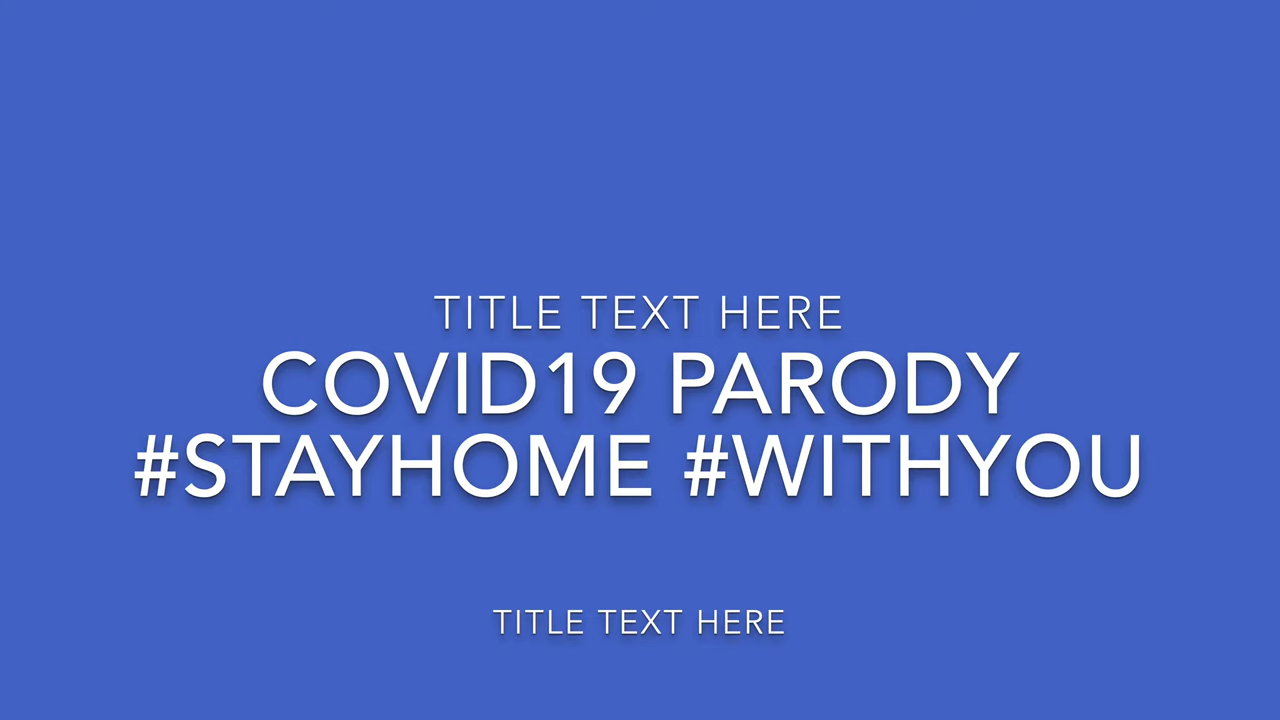 TITLE TEXT HERE
COVID19 PARODY
#STAYHOME #WITHYOU
TITLE TEXT HERE